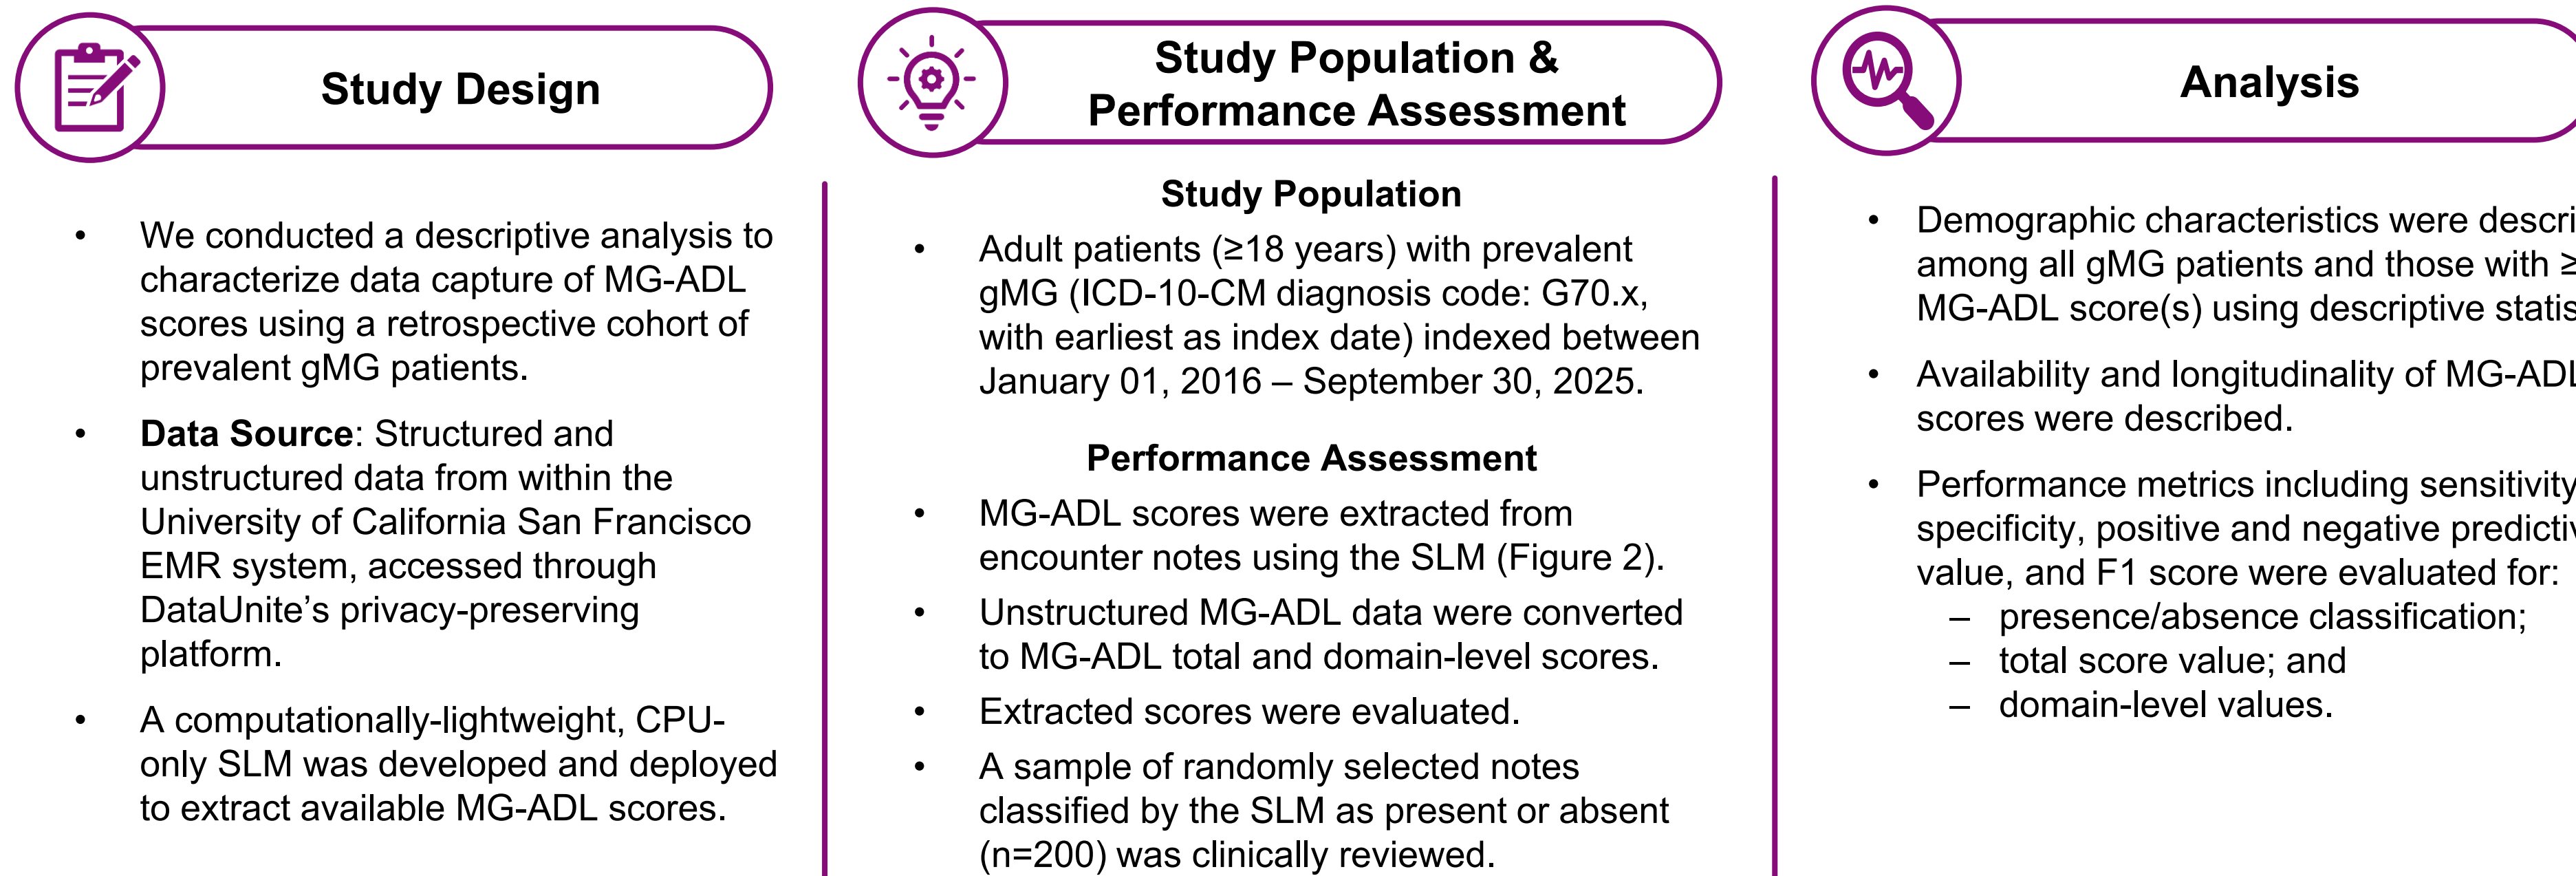 Study Design
• We conducted a descriptive analysis to
characterize data capture of MG-ADL
scores using a retrospective cohort of
prevalent gMG patients.
• Data Source: Structured and
unstructured data from within the
University of California San Francisco
EMR system, accessed through
DataUnite’s privacy-preserving
platform.
• A computationally-lightweight, CPU-
only SLM was developed and deployed
to extract available MG-ADL scores.
Study Population &
Performance Assessment
Study Population
• Adult patients (≥18 years) with prevalent
gMG (ICD-10-CM diagnosis code: G70.x,
with earliest as index date) indexed between
January 01, 2016 – September 30, 2025.
Performance Assessment
• MG-ADL scores were extracted from
encounter notes using the SLM (Figure 2).
• Unstructured MG-ADL data were converted
to MG-ADL total and domain-level scores.
• Extracted scores were evaluated.
• A sample of randomly selected notes
classified by the SLM as present or absent
(n=200) was clinically reviewed.
Analysis
• Demographic characteristics were
among all gMG patients and those with
MG-ADL score(s) using descriptive
• Availability and longitudinality of MG-ADL
scores were described.
• Performance metrics including sensitivity
specificity, positive and negative
value, and F1 score were evaluated for:
– presence/absence classification;
– total score value; and
– domain-level values.